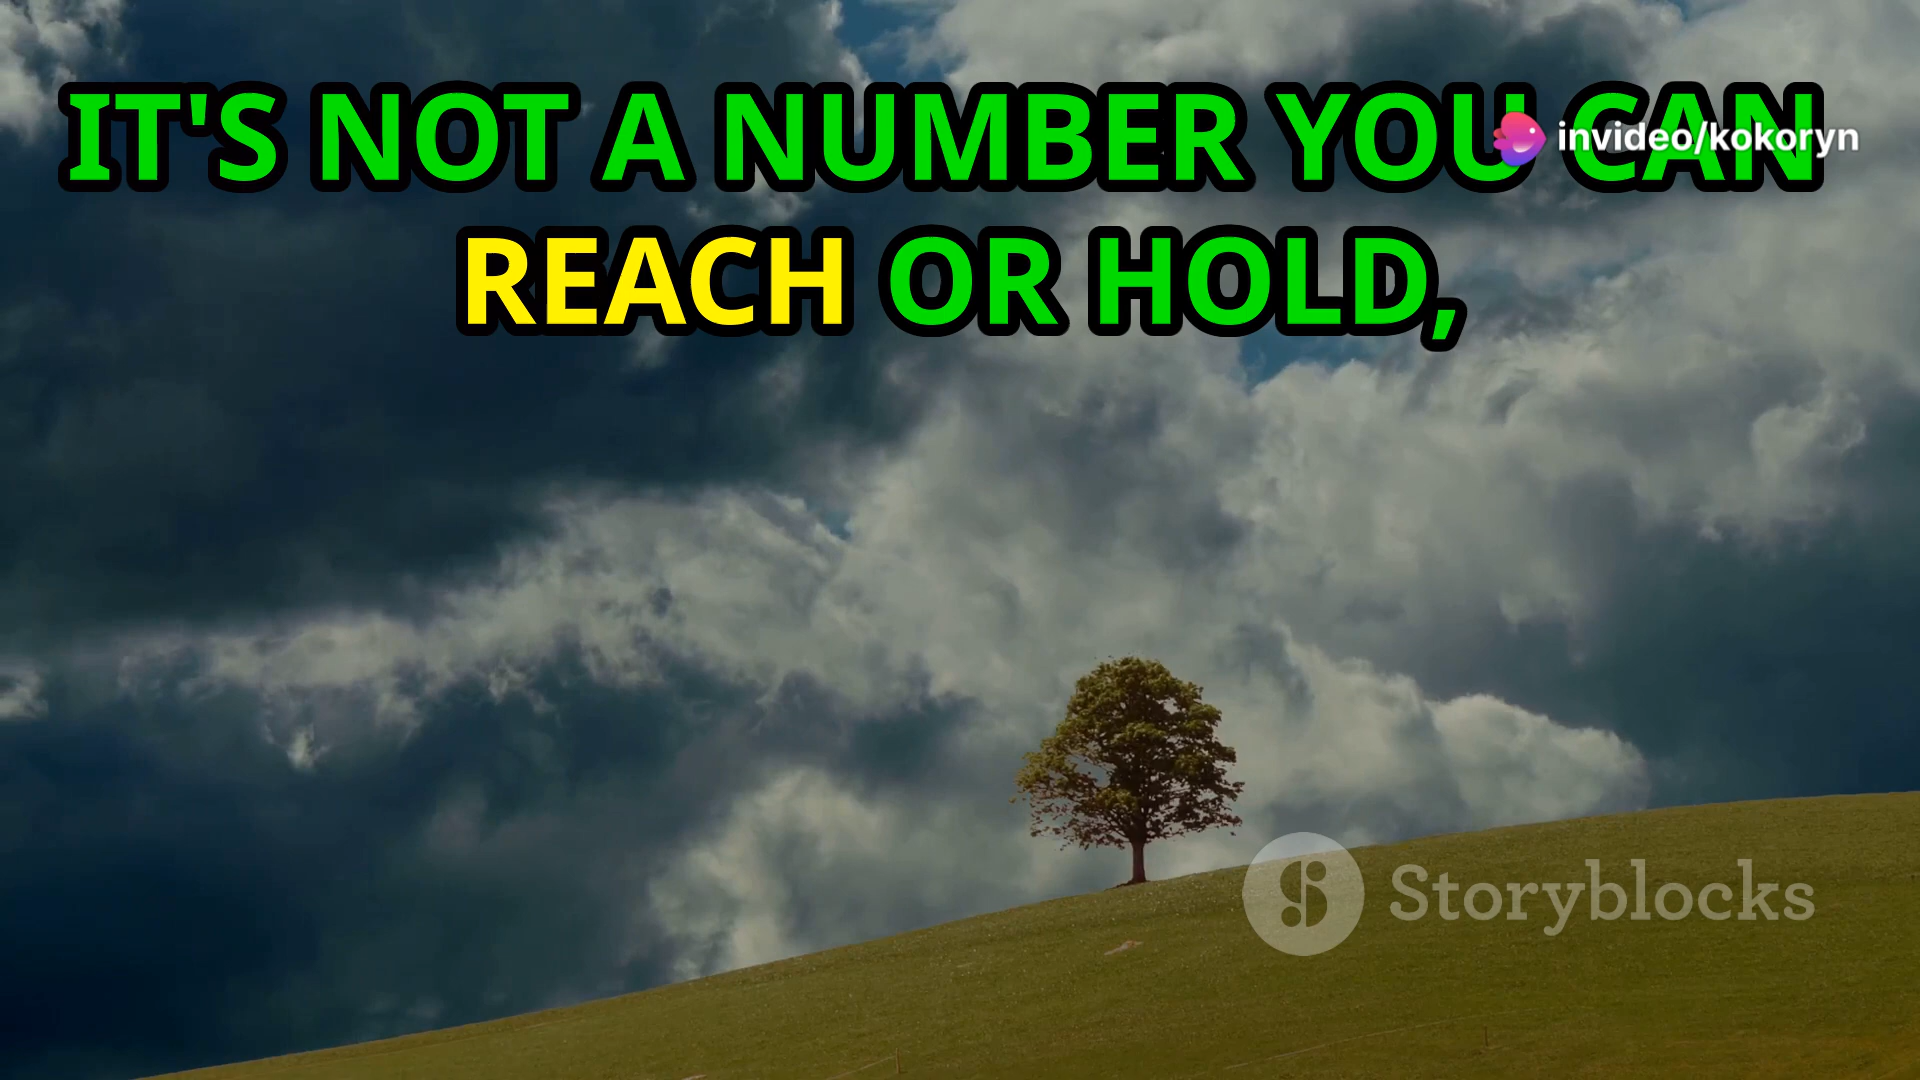 IT'S NOT A NUMBER YOU CAN
invideo/kokoryn
REACH OR HOLD,
Storyblocks